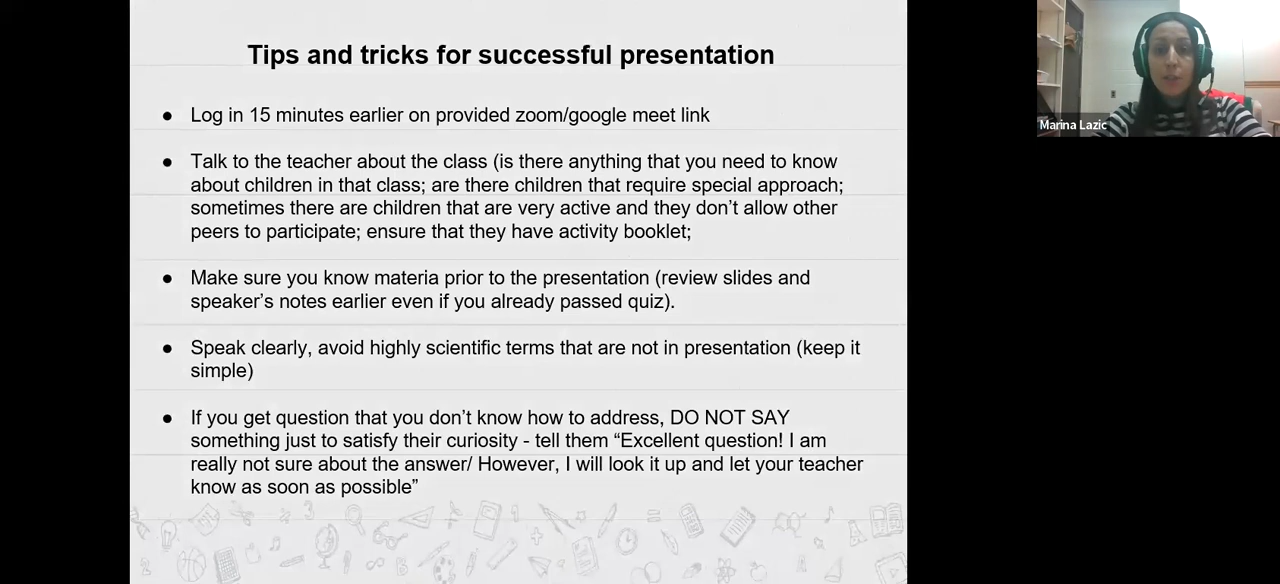 Tips and tricks for successful presentation
● Log in 15 minutes earlier on provided zoom/google meet link
● Talk to the teacher about the class (is there anything that you need to know
about children in that class; are there children that require special approach;
sometimes there are children that are very active and they don’t allow other
peers to participate; ensure that they have activity booklet;
● Make sure you know materia prior to the presentation (review slides and
speaker’s notes earlier even if you already passed quiz).
● Speak clearly, avoid highly scientific terms that are not in presentation (keep it
simple)
● If you get question that you don’t know how to address, DO NOT SAY
something just to satisfy their curiosity - tell them “Excellent question! I am
really not sure about the answer/ However, I will look it up and let your teacher
know as soon as possible”
Marina Lazic